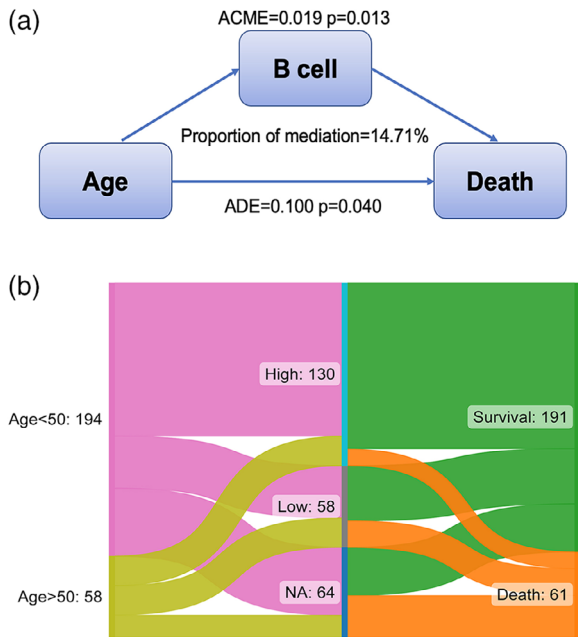 (a)
ACME=0.019 p=0.013
B cell
Proportion of mediation=14.71%
Age
Death
ADE=0.100 p=0.040
(b)
High: 130
Age<50: 194
Survival: 191
Low: 58
NA: 64
Age>50: 58
Death: 61